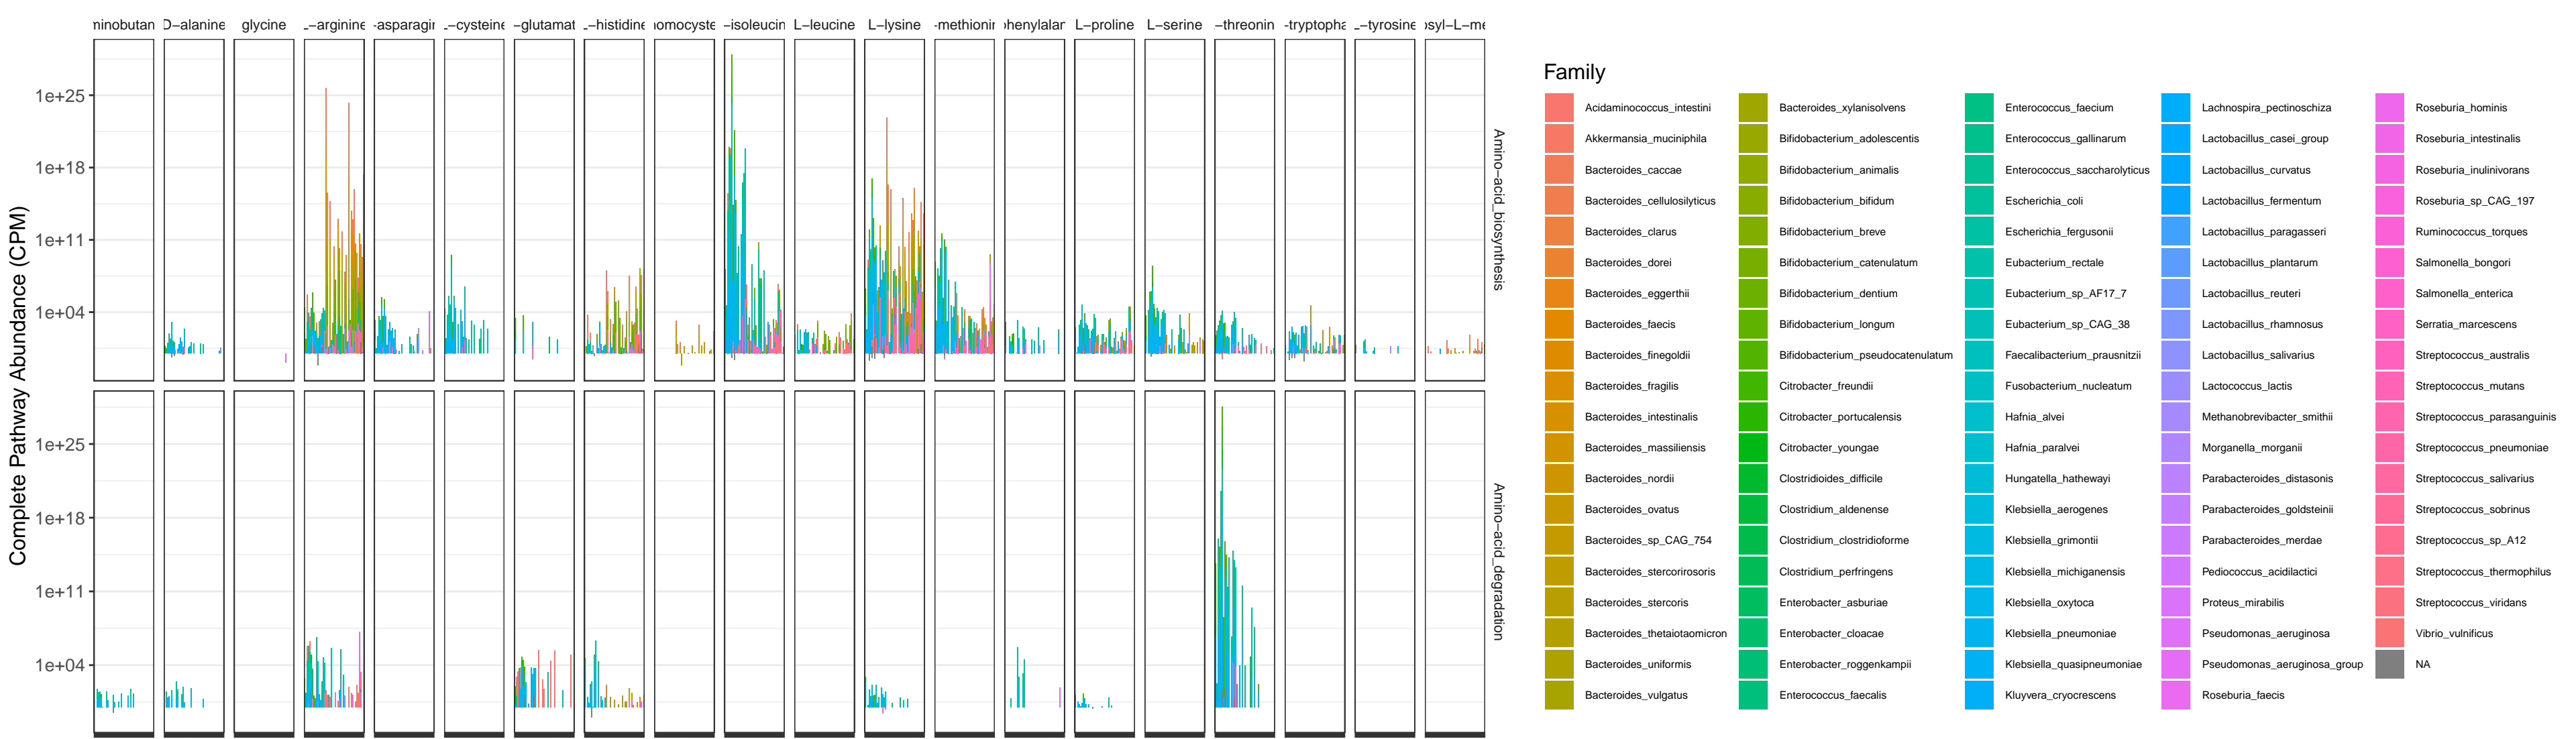 minobutan D−alanine glycine L−arginine -asparagin L−cysteine −glutamat L−histidine omocyste −isoleucin L−leucine L−lysine -methionin phenylalan L−proline L−serine −threonin -tryptopha L−tyrosine osyl−L−me
Complete Pathway Abundance (CPM)
1e+25
1e+18
1e+11
1e+04
Amino−acid_biosynthesis
1e+25
1e+18
1e+11
1e+04
Amino−acid_degradation
Family
Acidaminococcus_intestini
Akkermansia_muciniphila
Bacteroides_caccae
Bacteroides_cellulosilyticus
Bacteroides_clarus
Bacteroides_dorei
Bacteroides_eggerthii
Bacteroides_faecis
Bacteroides_finegoldii
Bacteroides_fragilis
Bacteroides_intestinalis
Bacteroides_massiliensis
Bacteroides_nordii
Bacteroides_ovatus
Bacteroides_sp_CAG_754
Bacteroides_stercorirosoris
Bacteroides_stercoris
Bacteroides_thetaiotaomicron
Bacteroides_uniformis
Bacteroides_vulgatus
Bacteroides_xylanisolvens
Bifidobacterium_adolescentis
Bifidobacterium_animalis
Bifidobacterium_bifidum
Bifidobacterium_breve
Bifidobacterium_catenulatum
Bifidobacterium_dentium
Bifidobacterium_longum
Bifidobacterium_pseudocatenulatum
Citrobacter_freundii
Citrobacter_portucalensis
Citrobacter_youngae
Clostridioides_difficile
Clostridium_aldenense
Clostridium_clostridioforme
Clostridium_perfringens
Enterobacter_asburiae
Enterobacter_cloacae
Enterobacter_roggenkampii
Enterococcus_faecalis
Enterococcus_faecium
Enterococcus_gallinarum
Enterococcus_saccharolyticus
Escherichia_coli
Escherichia_fergusonii
Eubacterium_rectale
Eubacterium_sp_AF17_7
Eubacterium_sp_CAG_38
Faecalibacterium_prausnitzii
Fusobacterium_nucleatum
Hafnia_alvei
Hafnia_paralvei
Hungatella_hathewayi
Klebsiella_aerogenes
Klebsiella_grimontii
Klebsiella_michiganensis
Klebsiella_oxytoca
Klebsiella_pneumoniae
Klebsiella_quasipneumoniae
Kluyvera_cryocrescens
Lachnospira_pectinoschiza
Lactobacillus_casei_group
Lactobacillus_curvatus
Lactobacillus_fermentum
Lactobacillus_paragasseri
Lactobacillus_plantarum
Lactobacillus_reuteri
Lactobacillus_rhamnosus
Lactobacillus_salivarius
Lactococcus_lactis
Methanobrevibacter_smithii
Morganella_morganii
Parabacteroides_distasonis
Parabacteroides_goldsteinii
Parabacteroides_merdae
Pediococcus_acidilactici
Proteus_mirabilis
Pseudomonas_aeruginosa
Pseudomonas_aeruginosa_group
Roseburia_faecis
Roseburia_hominis
Roseburia_intestinalis
Roseburia_inulinivorans
Roseburia_sp_CAG_197
Ruminococcus_torques
Salmonella_bongori
Salmonella_enterica
Serratia_marcescens
Streptococcus_australis
Streptococcus_mutans
Streptococcus_parasanguinis
Streptococcus_pneumoniae
Streptococcus_salivarius
Streptococcus_sobrinus
Streptococcus_sp_A12
Streptococcus_thermophilus
Streptococcus_viridans
Vibrio_vulnificus
NA